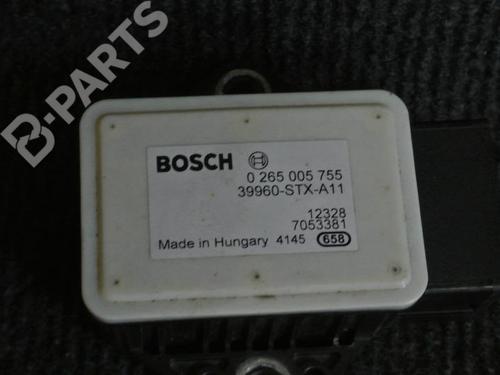 B-PARTS
BOSCH
0 265 005 755
39960-STX-A11
12328
7053381
Made in Hungary 4145 658